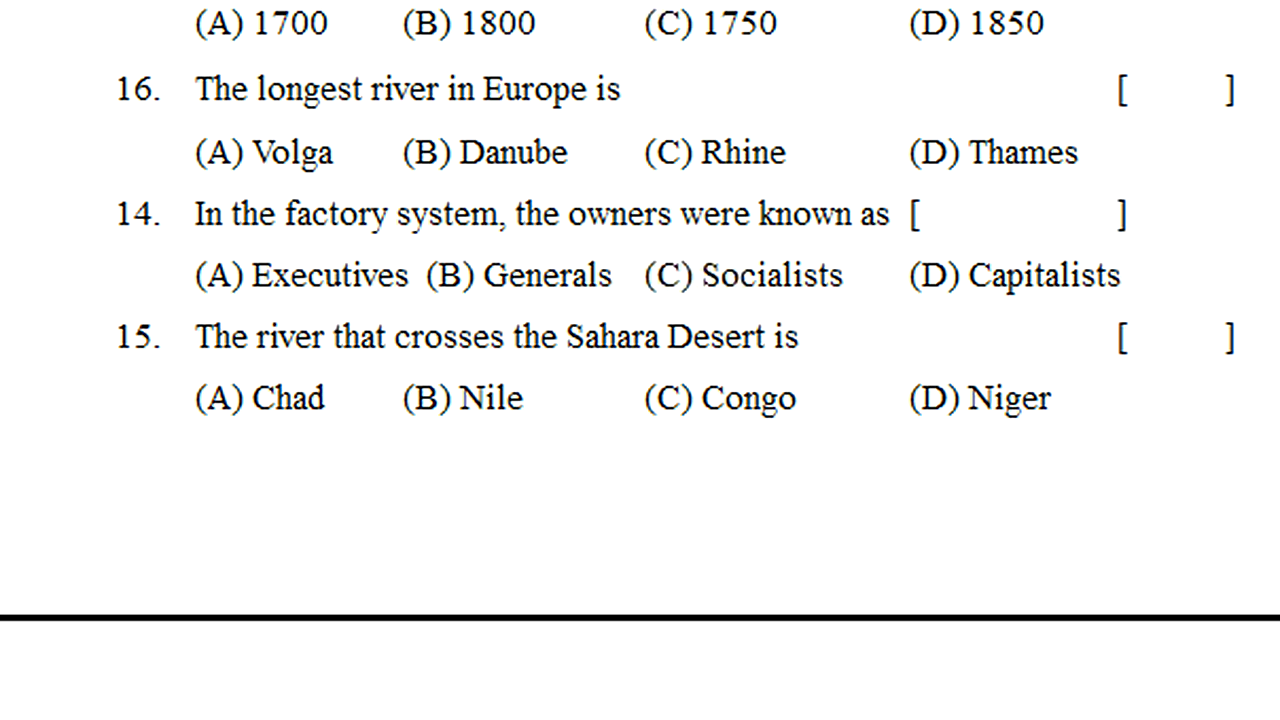 (A) 1700 (B) 1800 (C) 1750 (D) 1850
16. The longest river in Europe is [ ]
(A) Volga (B) Danube (C) Rhine (D) Thames
14. In the factory system, the owners were known as [ ]
(A) Executives (B) Generals (C) Socialists (D) Capitalists
15. The river that crosses the Sahara Desert is [ ]
(A) Chad (B) Nile (C) Congo (D) Niger